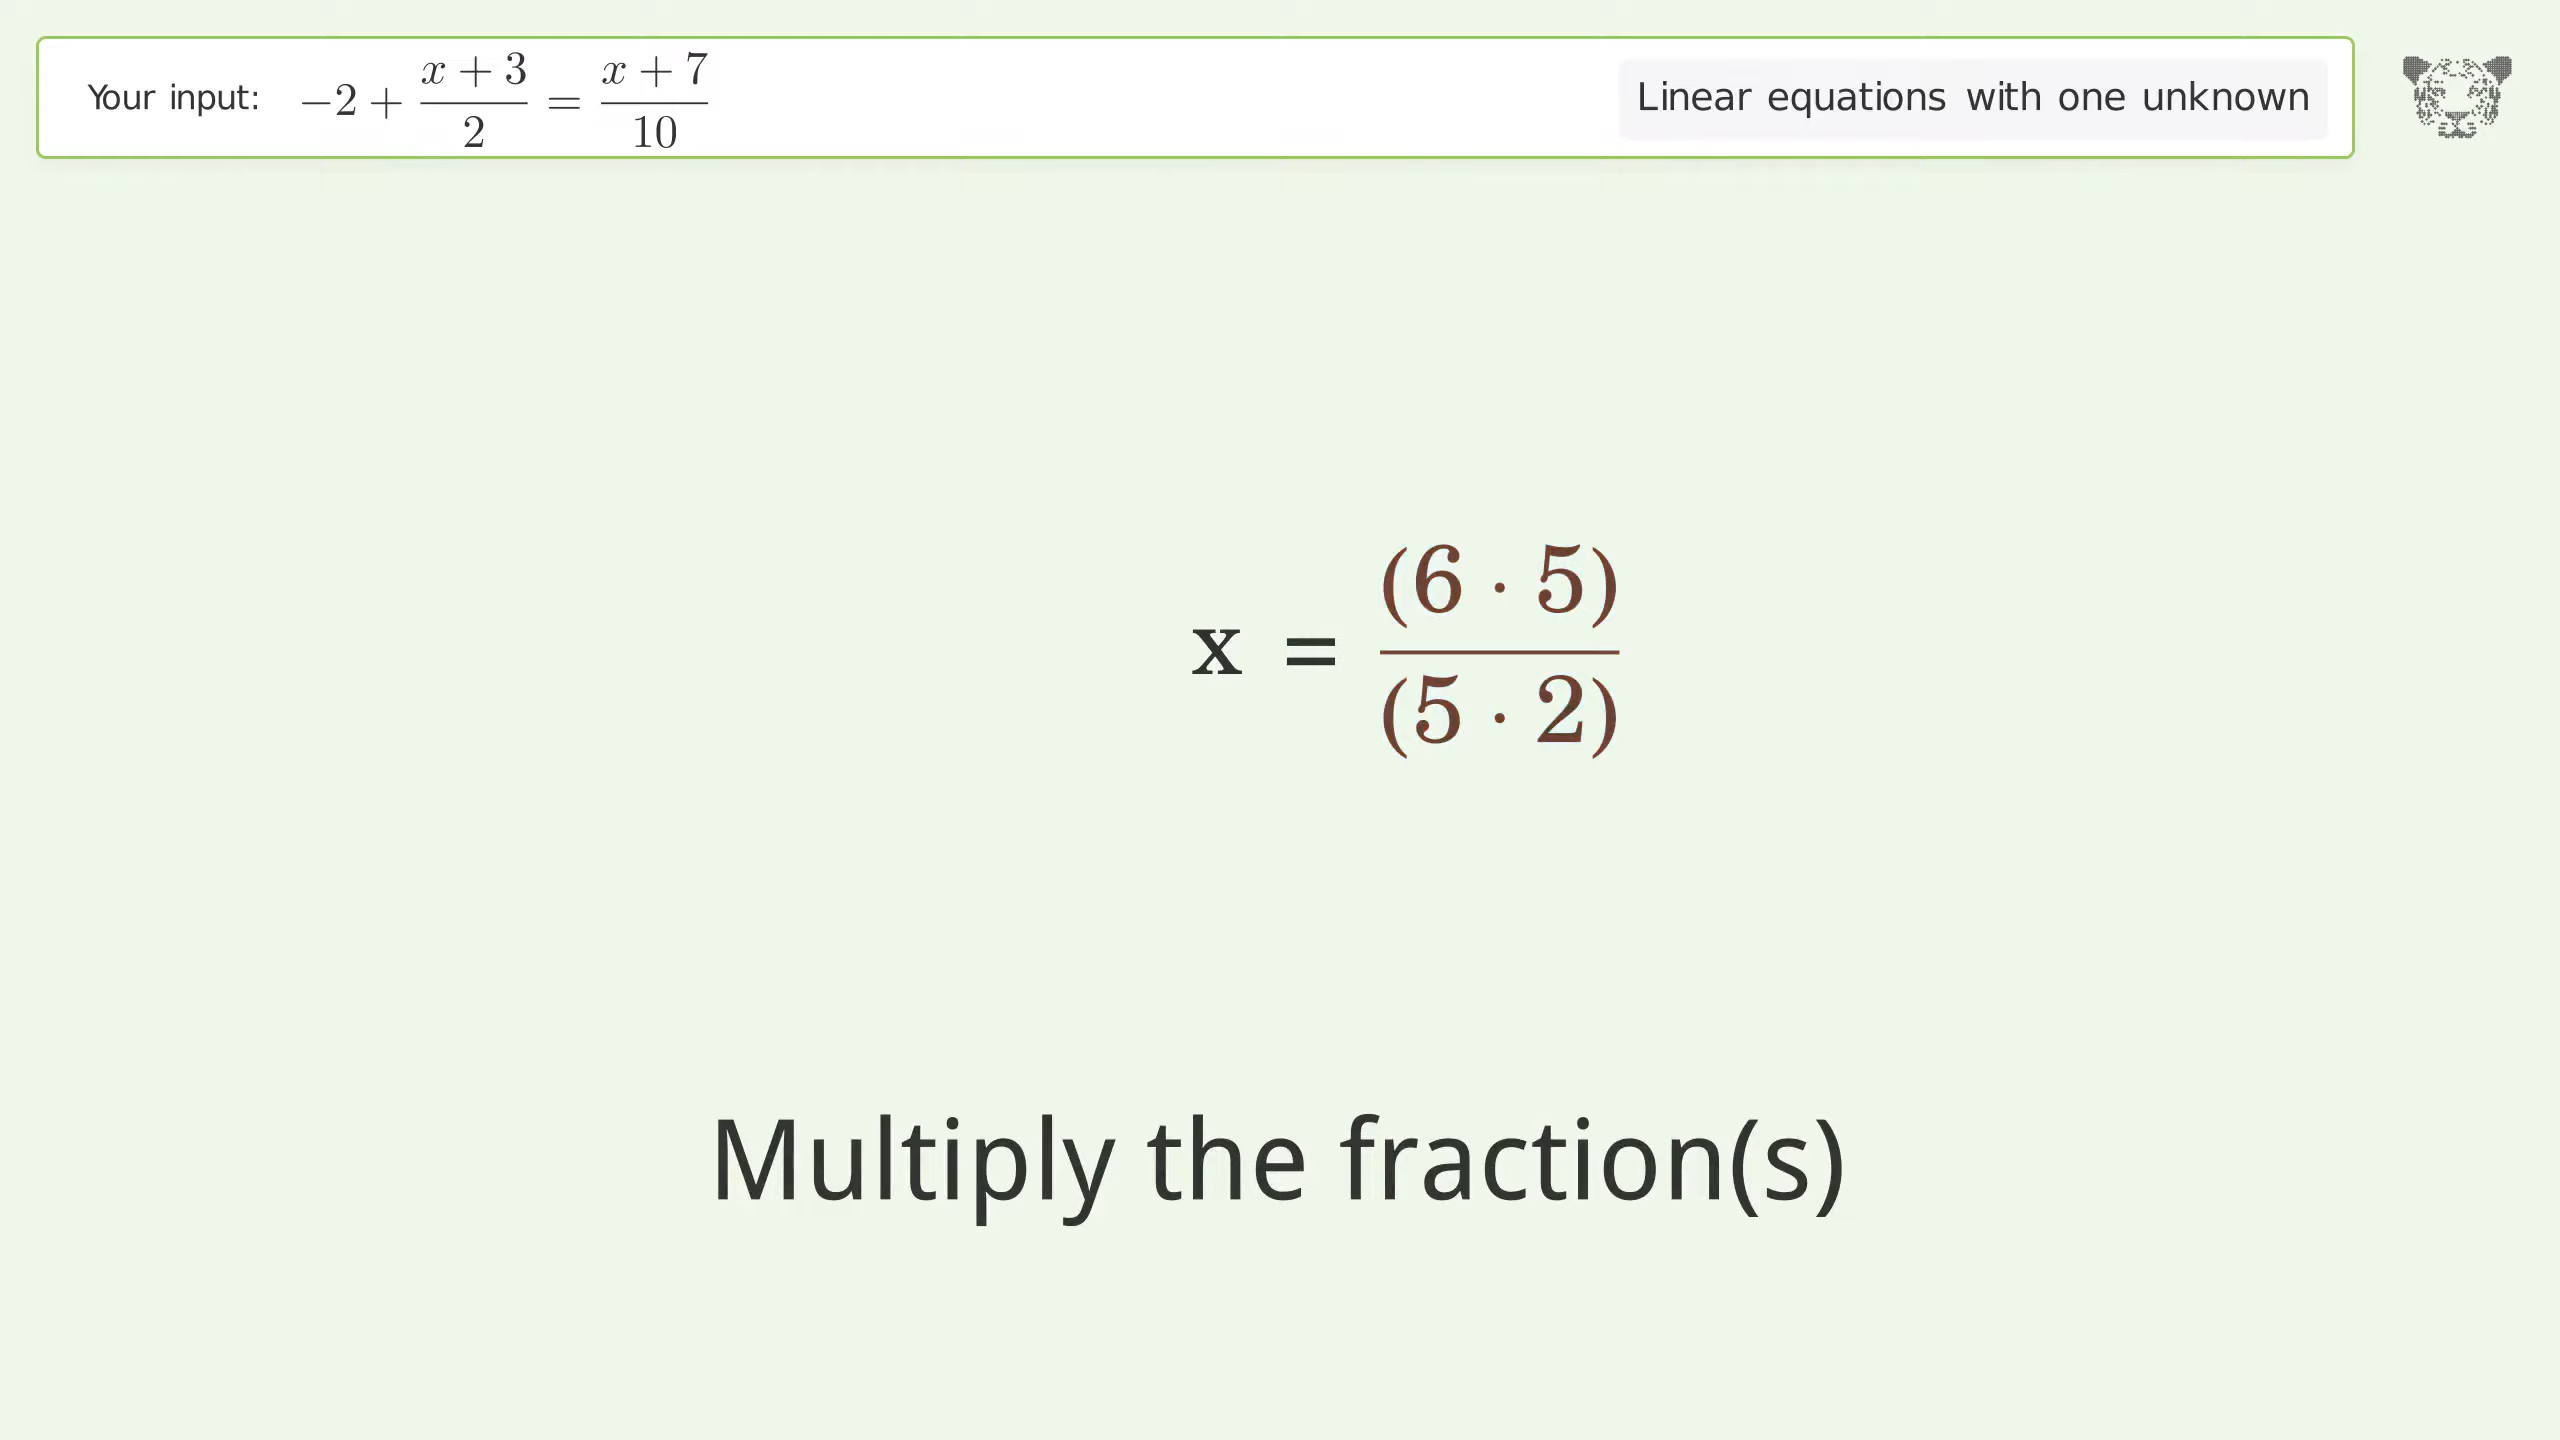 Your input: −2 + (x + 3)/2 = (x + 7)/10
Linear equations with one unknown
x = (6 · 5)/(5 · 2)
Multiply the fraction(s)